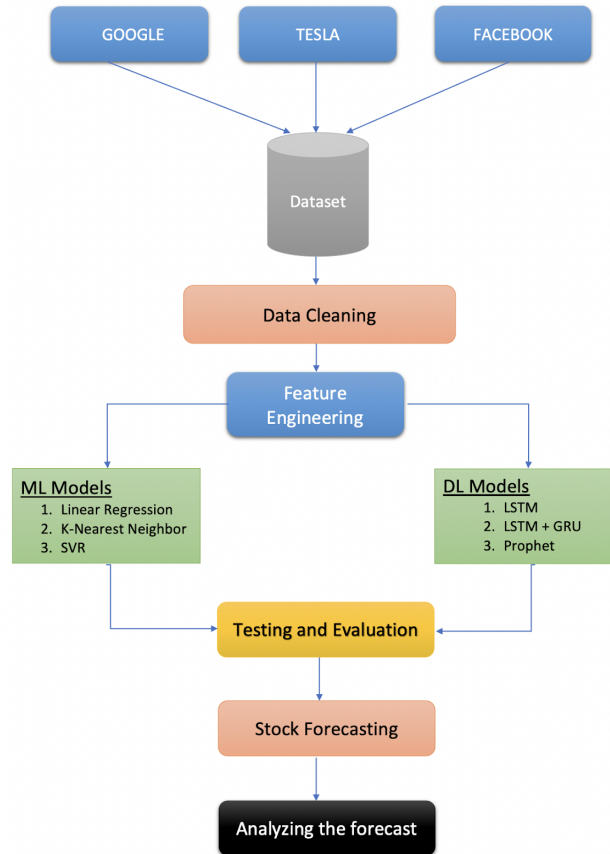 GOOGLE
TESLA
FACEBOOK
Dataset
Data Cleaning
Feature
Engineering
ML Models
1. Linear Regression
2. K-Nearest Neighbor
3. SVR
DL Models
1. LSTM
2. LSTM + GRU
3. Prophet
Testing and Evaluation
Stock Forecasting
Analyzing the forecast